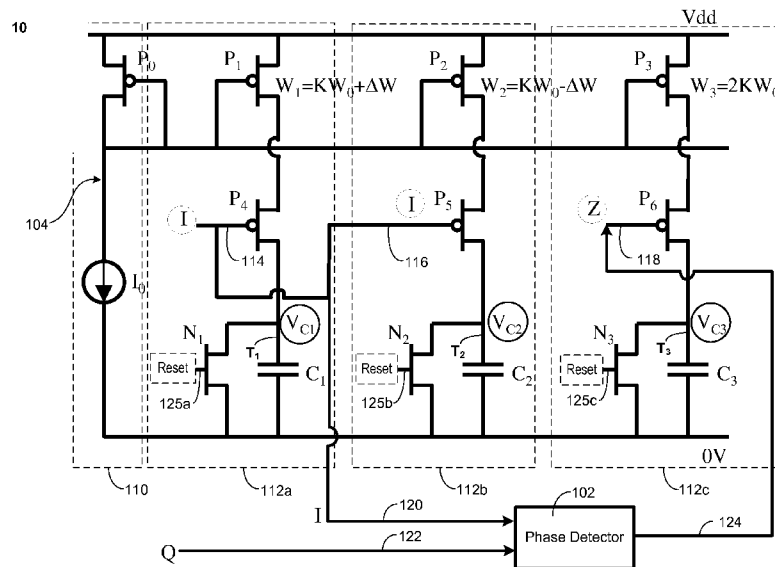 10
Vdd
P0
P1
P2
P3
W1=KW0+ΔW
W2=KW0-ΔW
W3=2KW0
104
I
P4
I
P5
Z
P6
114
116
118
I0
N1
VC1
N2
VC2
N3
VC3
T1
T2
T3
Reset
Reset
Reset
C1
C2
C3
125a
125b
125c
0V
110
112a
112b
112c
I
120
102
Phase Detector
124
Q
122